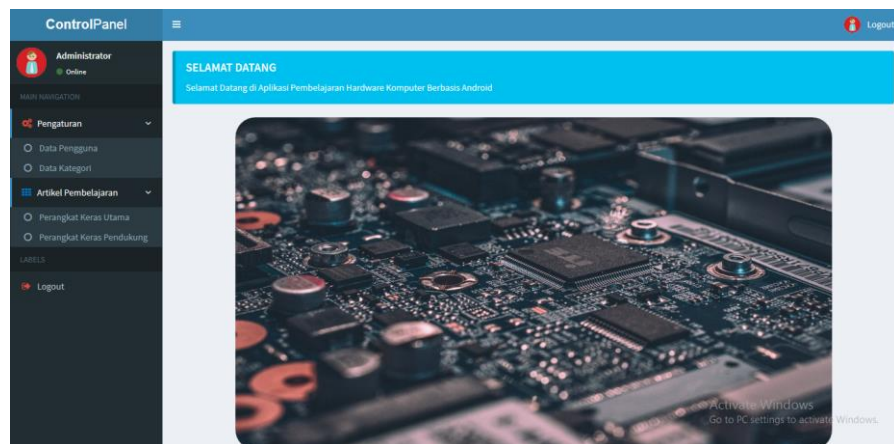 ControlPanel
Logout
Administrator
Online
MAIN NAVIGATION
Pengaturan
Data Pengguna
Data Kategori
Artikel Pembelajaran
Perangkat Keras Utama
Perangkat Keras Pendukung
LABELS
Logout
SELAMAT DATANG
Selamat Datang di Aplikasi Pembelajaran Hardware Komputer Berbasis Android
Activate Windows
Go to PC settings to activate Windows.